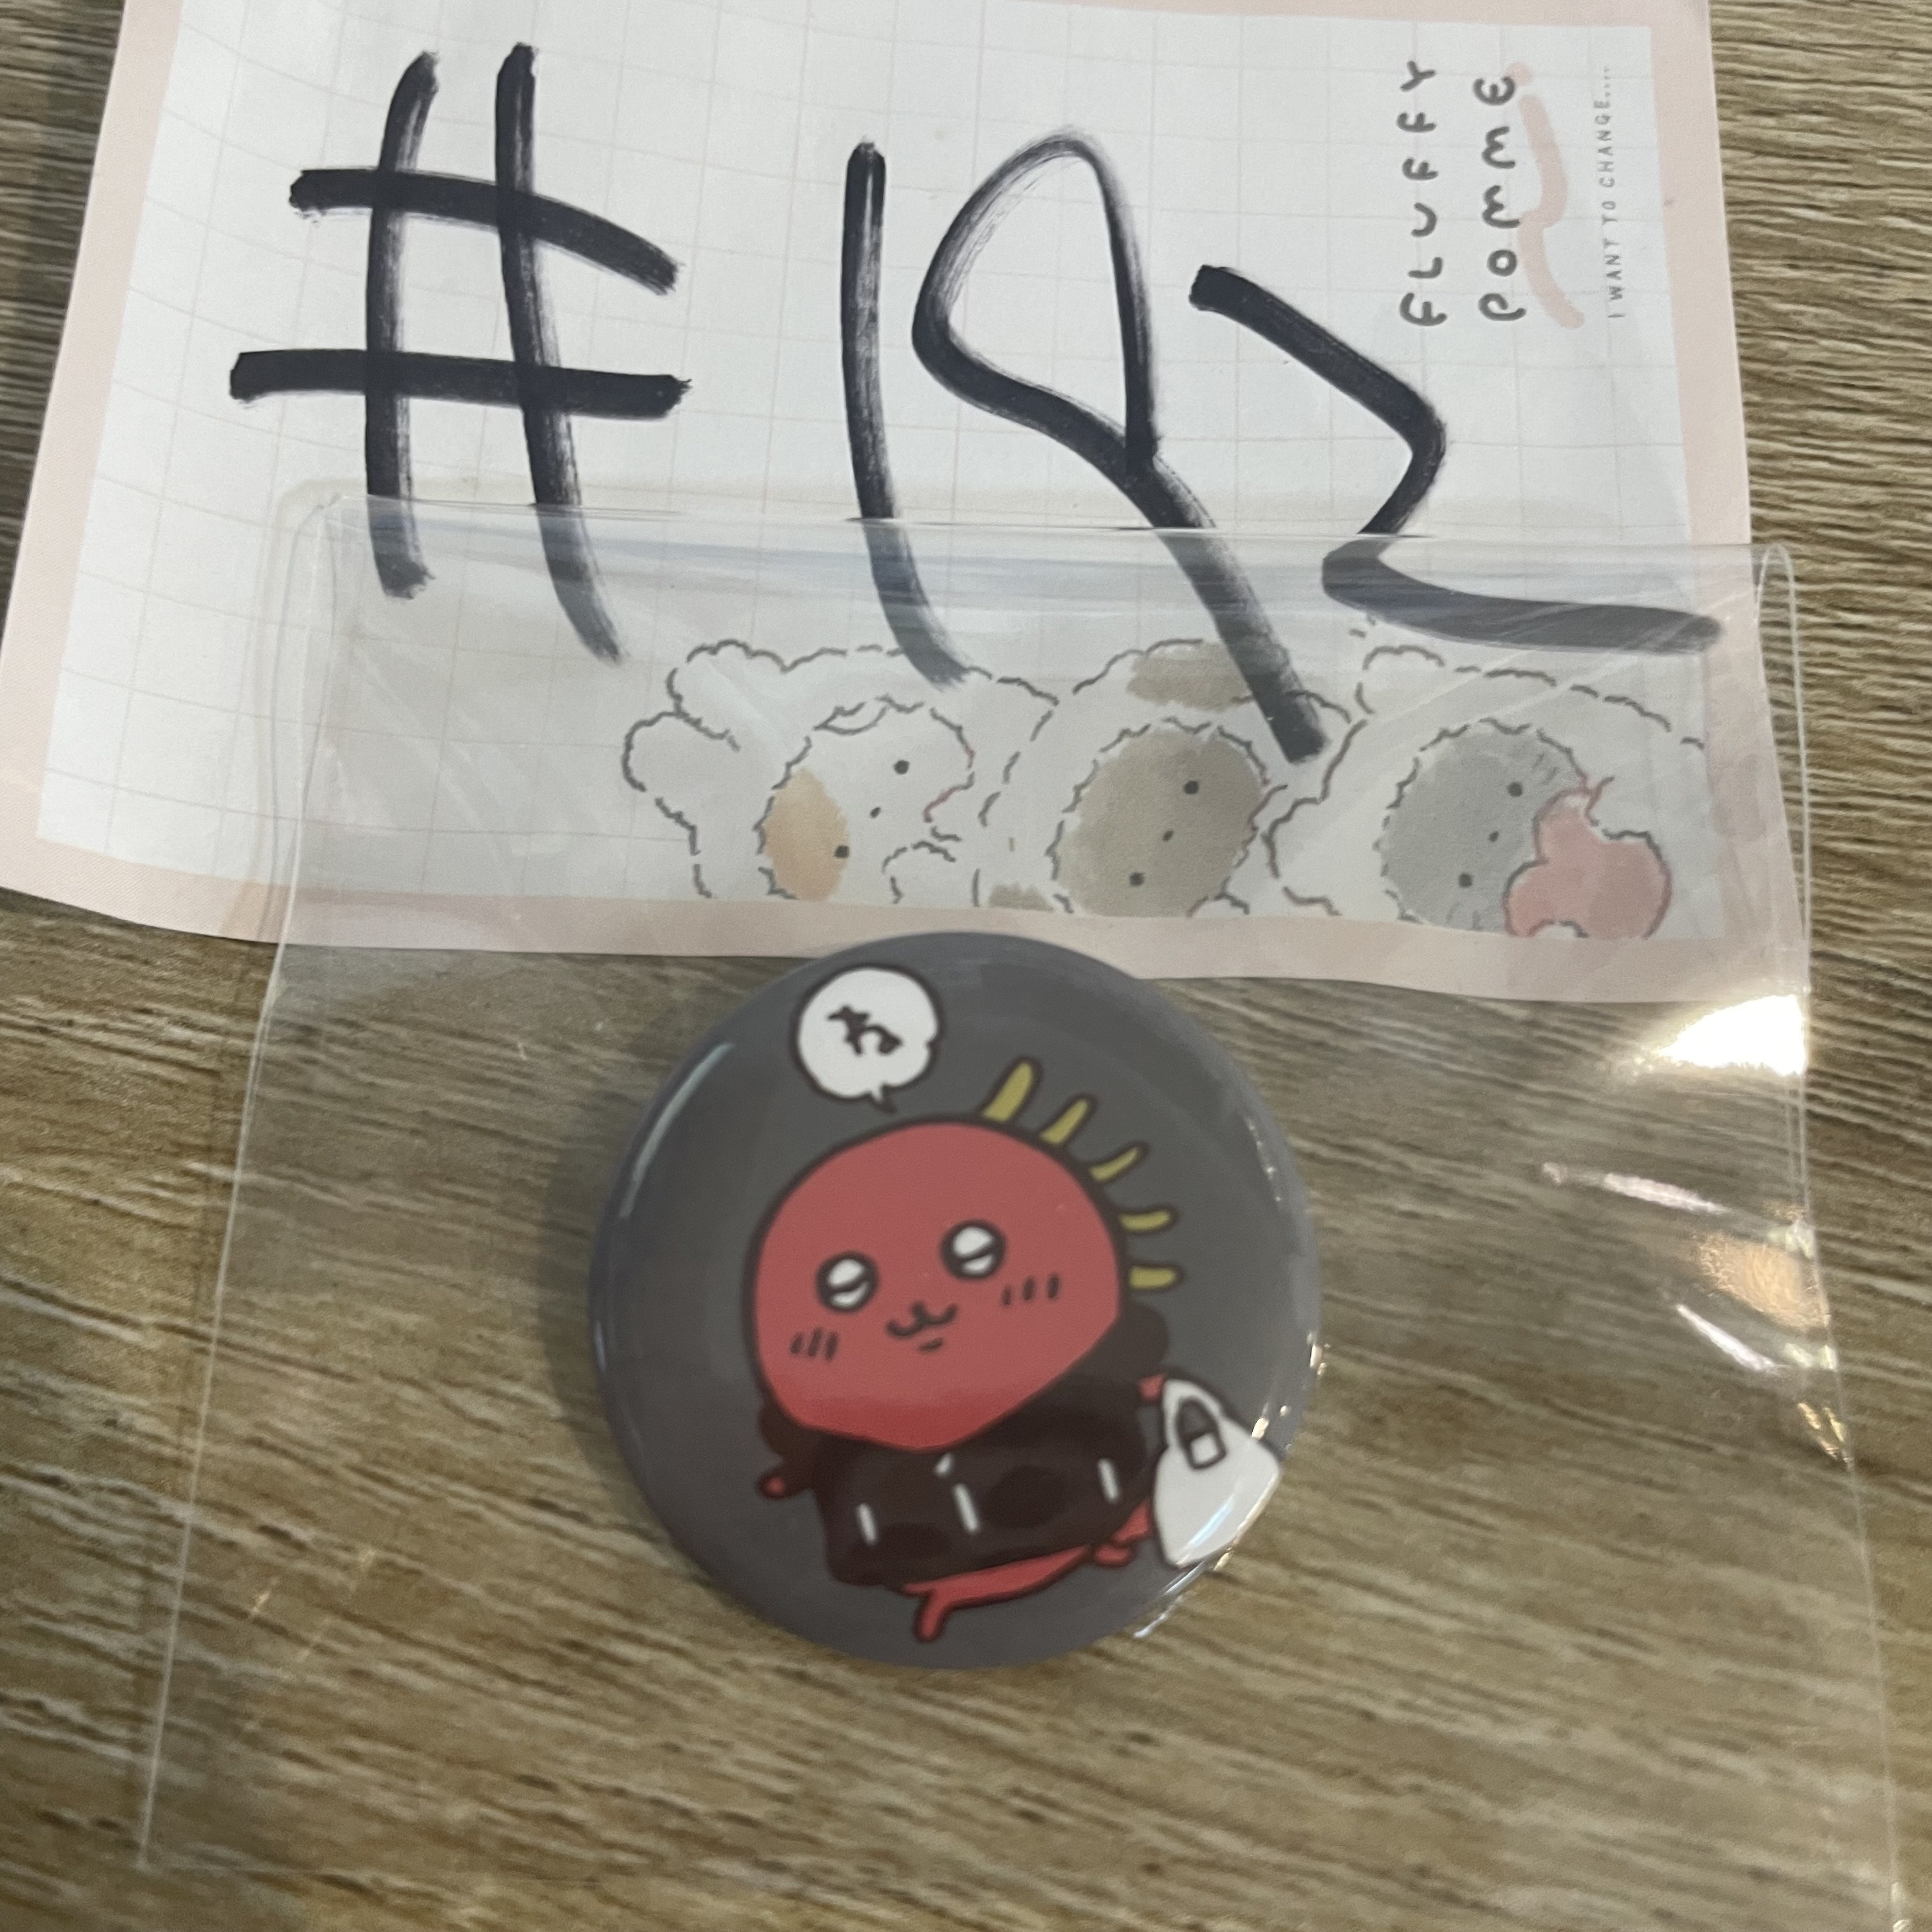 #192
FLUFFY
POMME
I WANT TO CHANGE....
わ